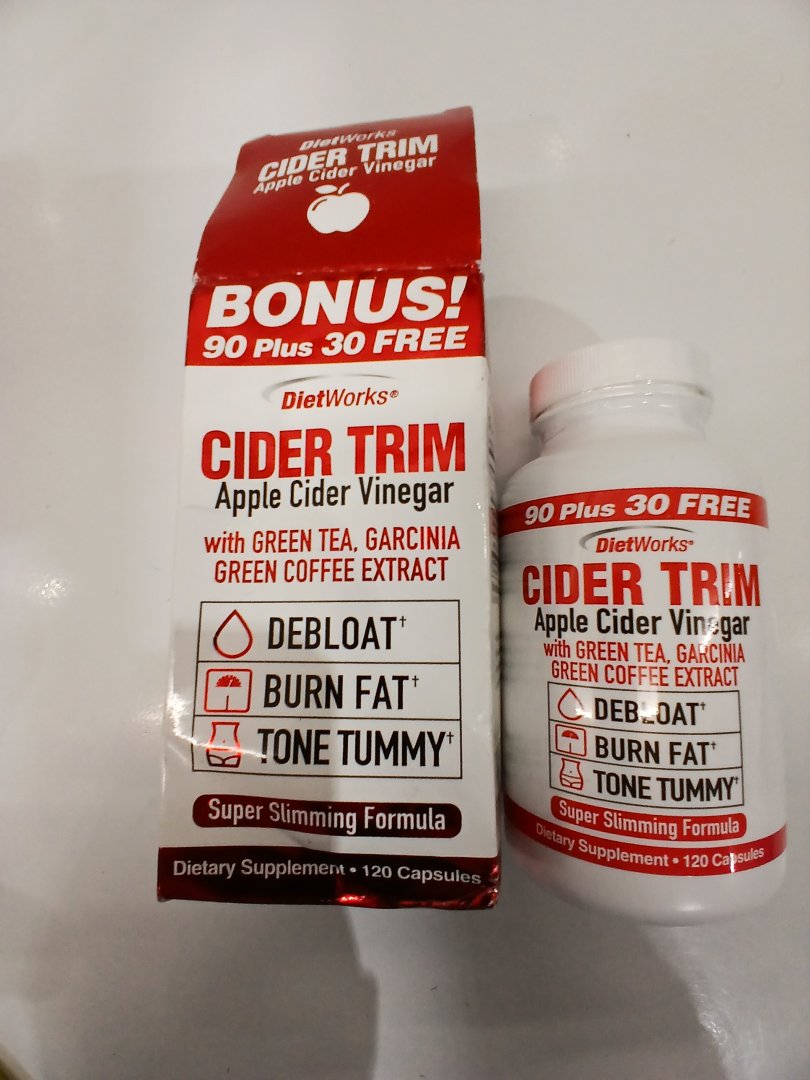 DietWorks
CIDER TRIM
Apple Cider Vinegar
BONUS!
90 Plus 30 FREE
DietWorks®
CIDER TRIM
Apple Cider Vinegar
with GREEN TEA, GARCINIA
GREEN COFFEE EXTRACT
DEBLOAT†
BURN FAT†
TONE TUMMY†
Super Slimming Formula
Dietary Supplement • 120 Capsules
90 Plus 30 FREE
DietWorks®
CIDER TRIM
Apple Cider Vinegar
with GREEN TEA, GARCINIA
GREEN COFFEE EXTRACT
DEBLOAT†
BURN FAT†
TONE TUMMY†
Super Slimming Formula
Dietary Supplement • 120 Capsules